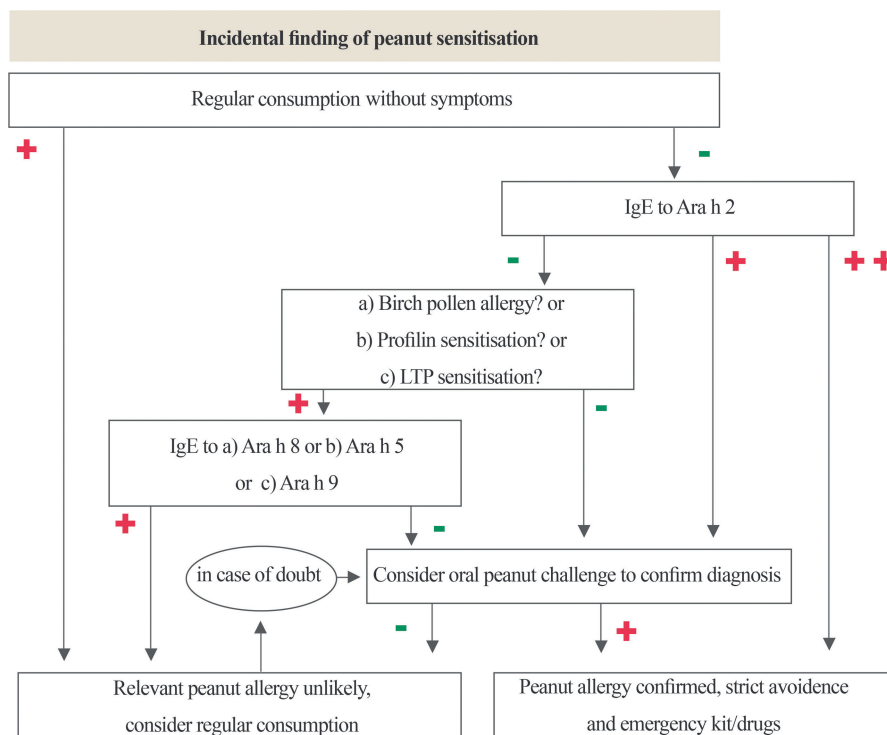 Incidental finding of peanut sensitisation
Regular consumption without symptoms
+
-
IgE to Ara h 2
-
+
+ +
a) Birch pollen allergy? or
b) Profilin sensitisation? or
c) LTP sensitisation?
+
-
IgE to a) Ara h 8 or b) Ara h 5
or c) Ara h 9
+
-
in case of doubt
Consider oral peanut challenge to confirm diagnosis
-
+
Relevant peanut allergy unlikely,
consider regular consumption
Peanut allergy confirmed, strict avoidence
and emergency kit/drugs